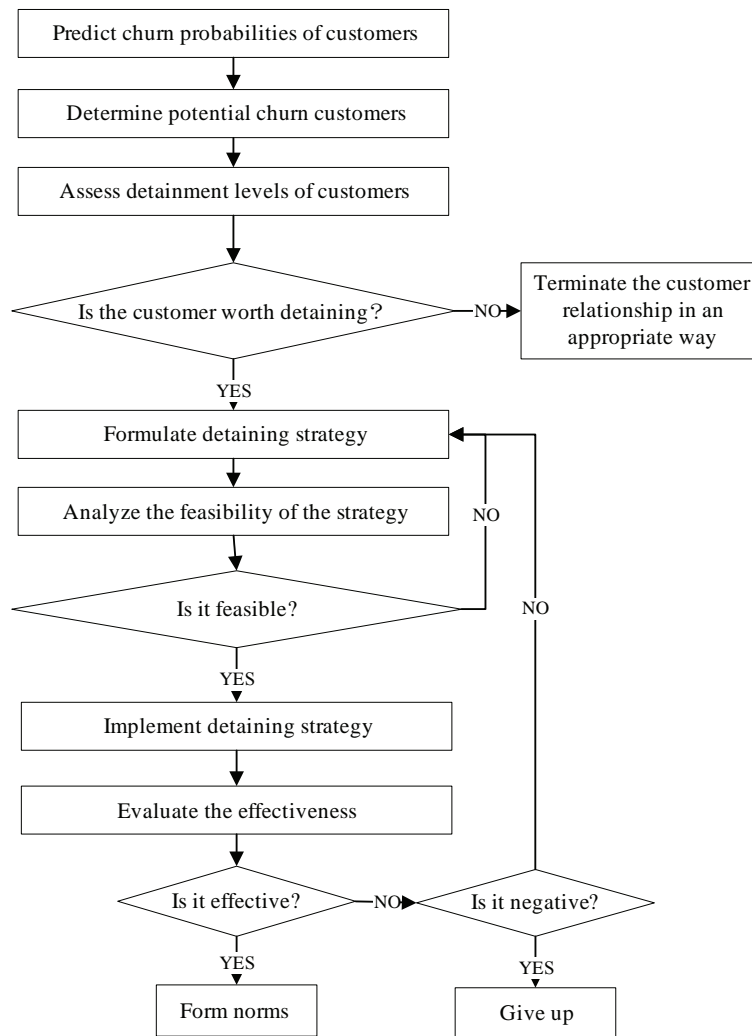 Predict churn probabilities of customers
Determine potential churn customers
Assess detainment levels of customers
Is the customer worth detaining?
NO
Terminate the customer
relationship in an
appropriate way
YES
Formulate detaining strategy
Analyze the feasibility of the strategy
NO
Is it feasible?
NO
YES
Implement detaining strategy
Evaluate the effectiveness
Is it effective?
NO
Is it negative?
YES
YES
Form norms
Give up